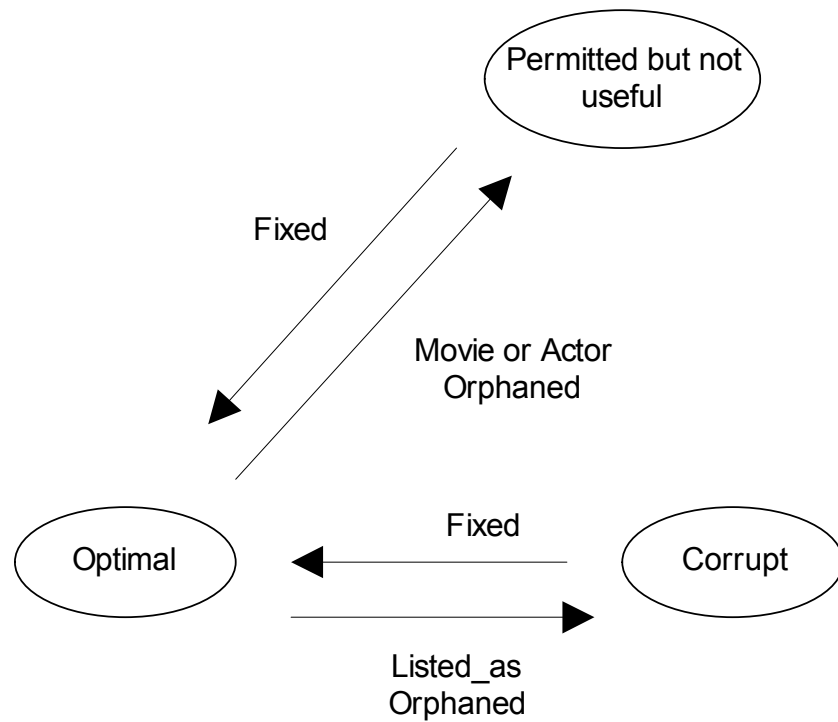 Permitted but not
useful
Fixed
Movie or Actor
Orphaned
Optimal
Fixed
Corrupt
Listed_as
Orphaned